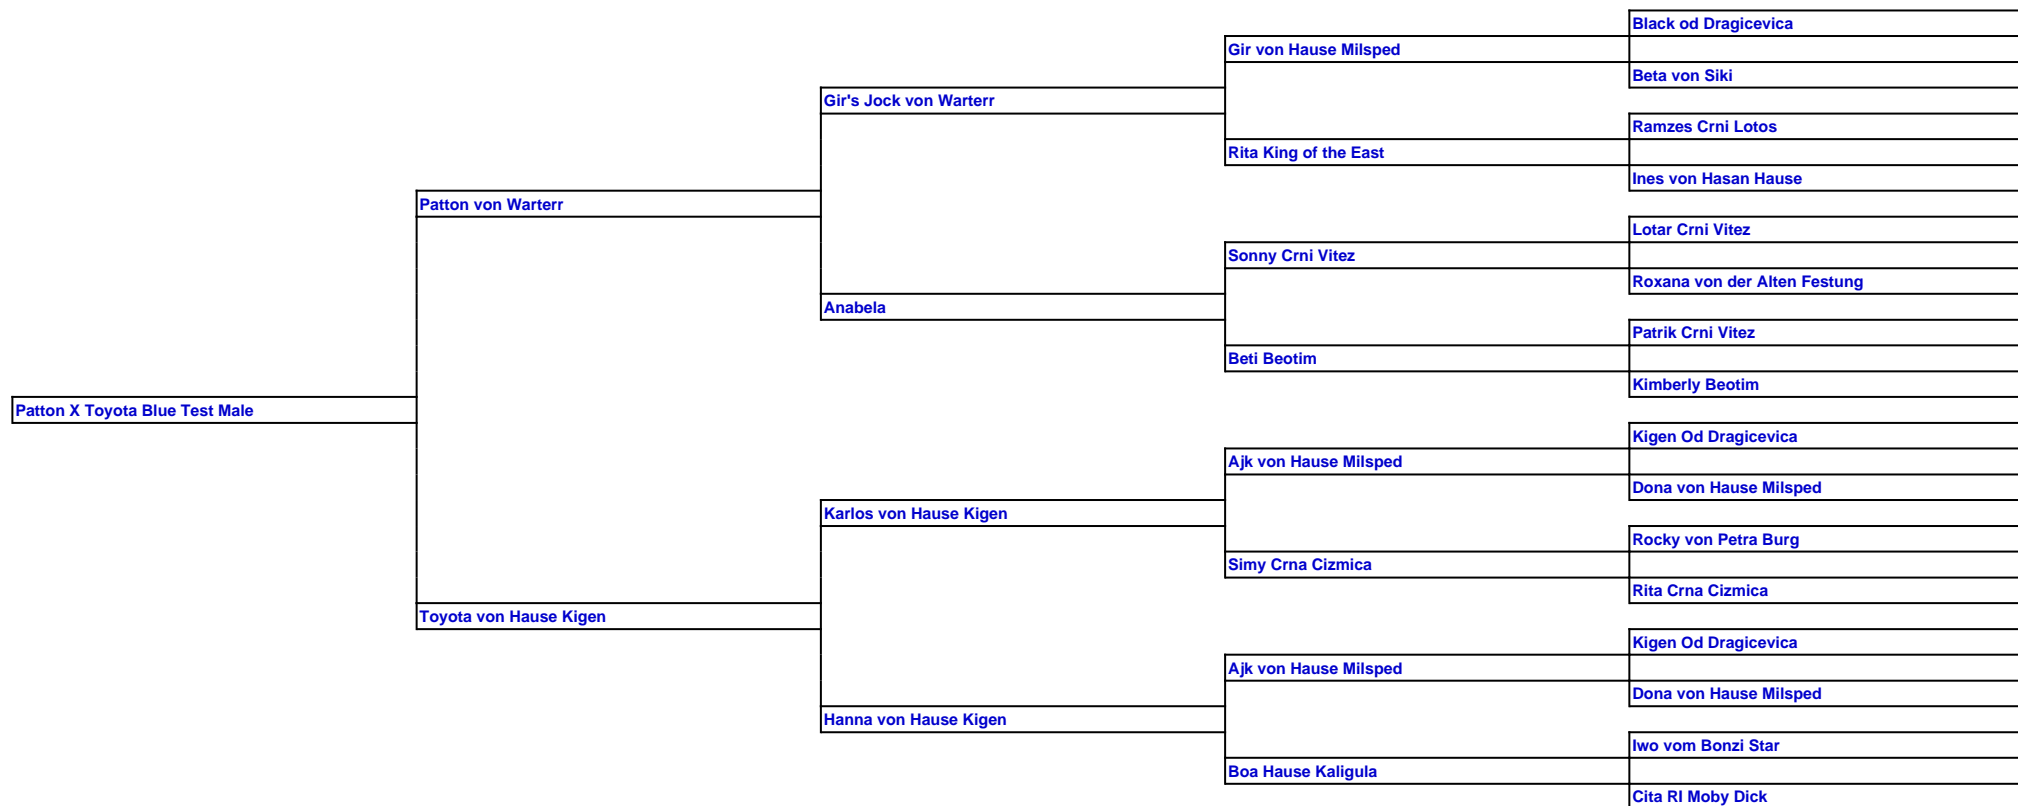 Black od Dragicevica
Gir von Hause Milsped
Beta von Siki
Gir's Jock von Warterr
Ramzes Crni Lotos
Rita King of the East
Ines von Hasan Hause
Patton von Warterr
Lotar Crni Vitez
Sonny Crni Vitez
Roxana von der Alten Festung
Anabela
Patrik Crni Vitez
Beti Beotim
Kimberly Beotim
Patton X Toyota Blue Test Male
Kigen Od Dragicevica
Ajk von Hause Milsped
Dona von Hause Milsped
Karlos von Hause Kigen
Rocky von Petra Burg
Simy Crna Cizmica
Rita Crna Cizmica
Toyota von Hause Kigen
Kigen Od Dragicevica
Ajk von Hause Milsped
Dona von Hause Milsped
Hanna von Hause Kigen
Iwo vom Bonzi Star
Boa Hause Kaligula
Cita RI Moby Dick